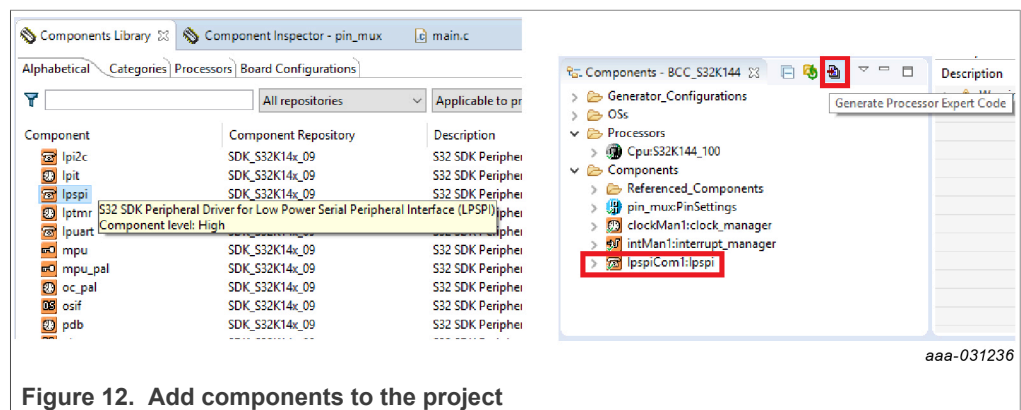 Components Library
Component Inspector - pin_mux
main.c
Alphabetical Categories Processors Board Configurations
All repositories
Applicable to pr
Component Component Repository Description
lpi2c SDK_S32K14x_09 S32 SDK Peripher
lpit SDK_S32K14x_09 S32 SDK Peripher
lpspi SDK_S32K14x_09 S32 SDK Peripher
S32 SDK Peripheral Driver for Low Power Serial Peripheral Interface (LPSPI)
Component level: High
lptmr
ipher
lpuart
ipher
mpu SDK_S32K14x_09 S32 SDK Peripher
mpu_pal SDK_S32K14x_09 S32 SDK Peripher
oc_pal SDK_S32K14x_09 S32 SDK Peripher
osif SDK_S32K14x_09 S32 SDK Peripher
pdb SDK_S32K14x_09 S32 SDK Peripher
Components - BCC_S32K144
Description
Generate Processor Expert Code
Generator_Configurations
OSs
Processors
Cpu:S32K144_100
Components
Referenced_Components
pin_mux:PinSettings
clockMan1:clock_manager
intMan1:interrupt_manager
lpspiCom1:lpspi
aaa-031236
Figure 12. Add components to the project